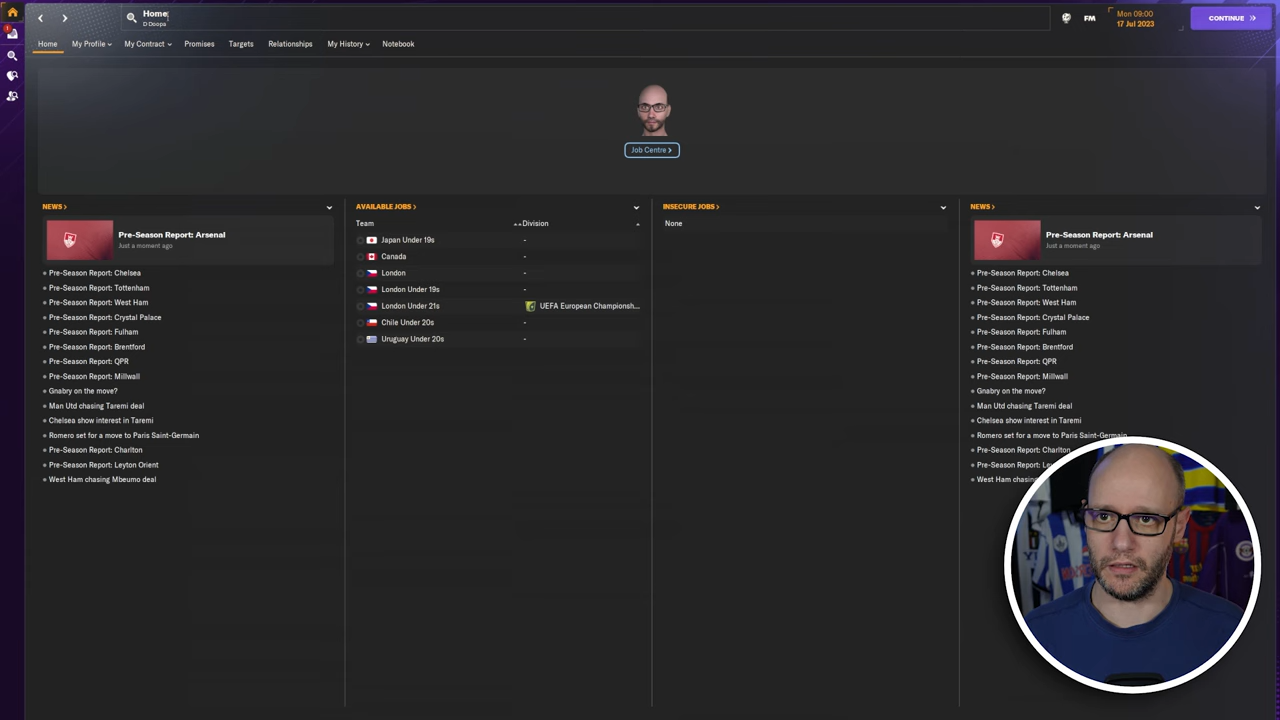 Home
D Doopa
FM
Mon 09:00
17 Jul 2023
CONTINUE
Home
My Profile
My Contract
Promises
Targets
Relationships
My History
Notebook
Job Centre
NEWS
Pre-Season Report: Arsenal
Just a moment ago
Pre-Season Report: Chelsea
Pre-Season Report: Tottenham
Pre-Season Report: West Ham
Pre-Season Report: Crystal Palace
Pre-Season Report: Fulham
Pre-Season Report: Brentford
Pre-Season Report: QPR
Pre-Season Report: Millwall
Gnabry on the move?
Man Utd chasing Taremi deal
Chelsea show interest in Taremi
Romero set for a move to Paris Saint-Germain
Pre-Season Report: Charlton
Pre-Season Report: Leyton Orient
West Ham chasing Mbeumo deal
AVAILABLE JOBS
Team Division
Japan Under 19s -
Canada -
London -
London Under 19s -
London Under 21s UEFA European Championsh...
Chile Under 20s -
Uruguay Under 20s -
INSECURE JOBS
None
NEWS
Pre-Season Report: Arsenal
Just a moment ago
Pre-Season Report: Chelsea
Pre-Season Report: Tottenham
Pre-Season Report: West Ham
Pre-Season Report: Crystal Palace
Pre-Season Report: Fulham
Pre-Season Report: Brentford
Pre-Season Report: QPR
Pre-Season Report: Millwall
Gnabry on the move?
Man Utd chasing Taremi deal
Chelsea show interest in Taremi
Romero set for a move to Paris Saint-Germain
Pre-Season Report: Charlton
Pre-Season Report:
West Ham chasing